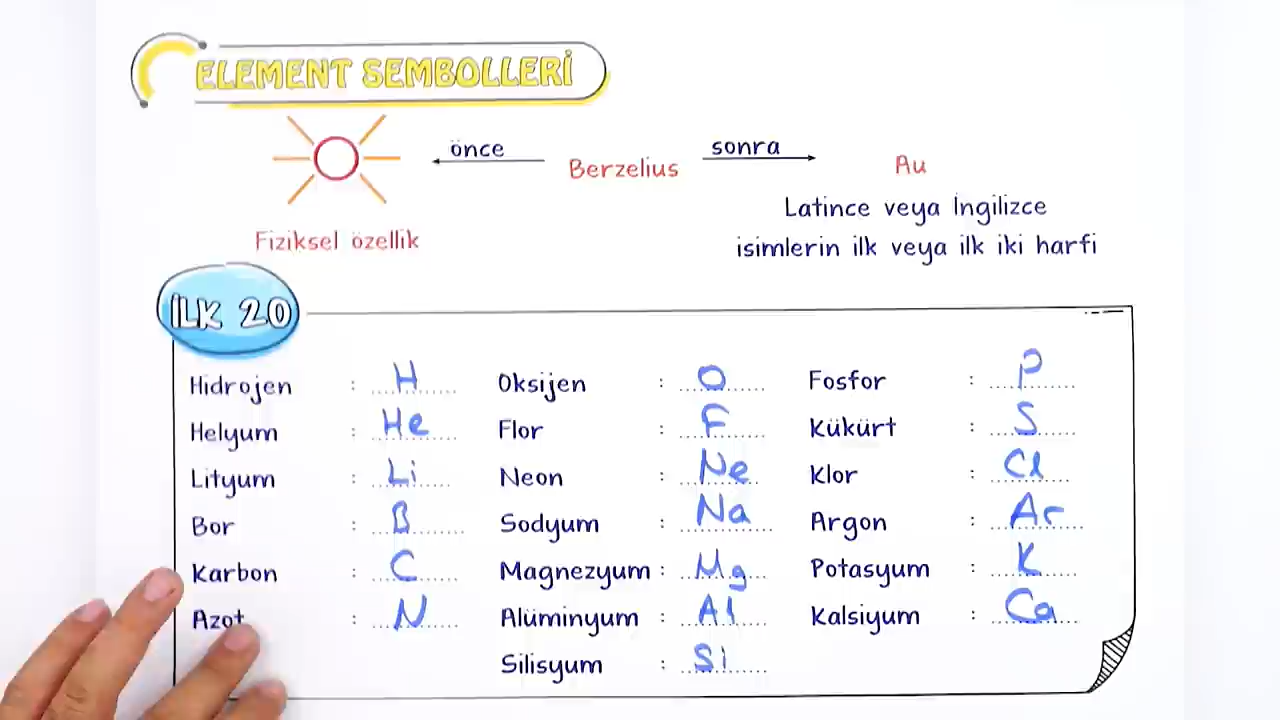 ELEMENT SEMBOLLERİ
önce
Berzelius
sonra
Au
Fiziksel özellik
Latince veya İngilizce
isimlerin ilk veya ilk iki harfi
İLK 20
Hidrojen : H
Helyum : He
Lityum : Li
Bor : B
Karbon : C
Azot : N
Oksijen : O
Flor : F
Neon : Ne
Sodyum : Na
Magnezyum : Mg
Alüminyum : Al
Silisyum : Si
Fosfor : P
Kükürt : S
Klor : Cl
Argon : Ar
Potasyum : K
Kalsiyum : Ca